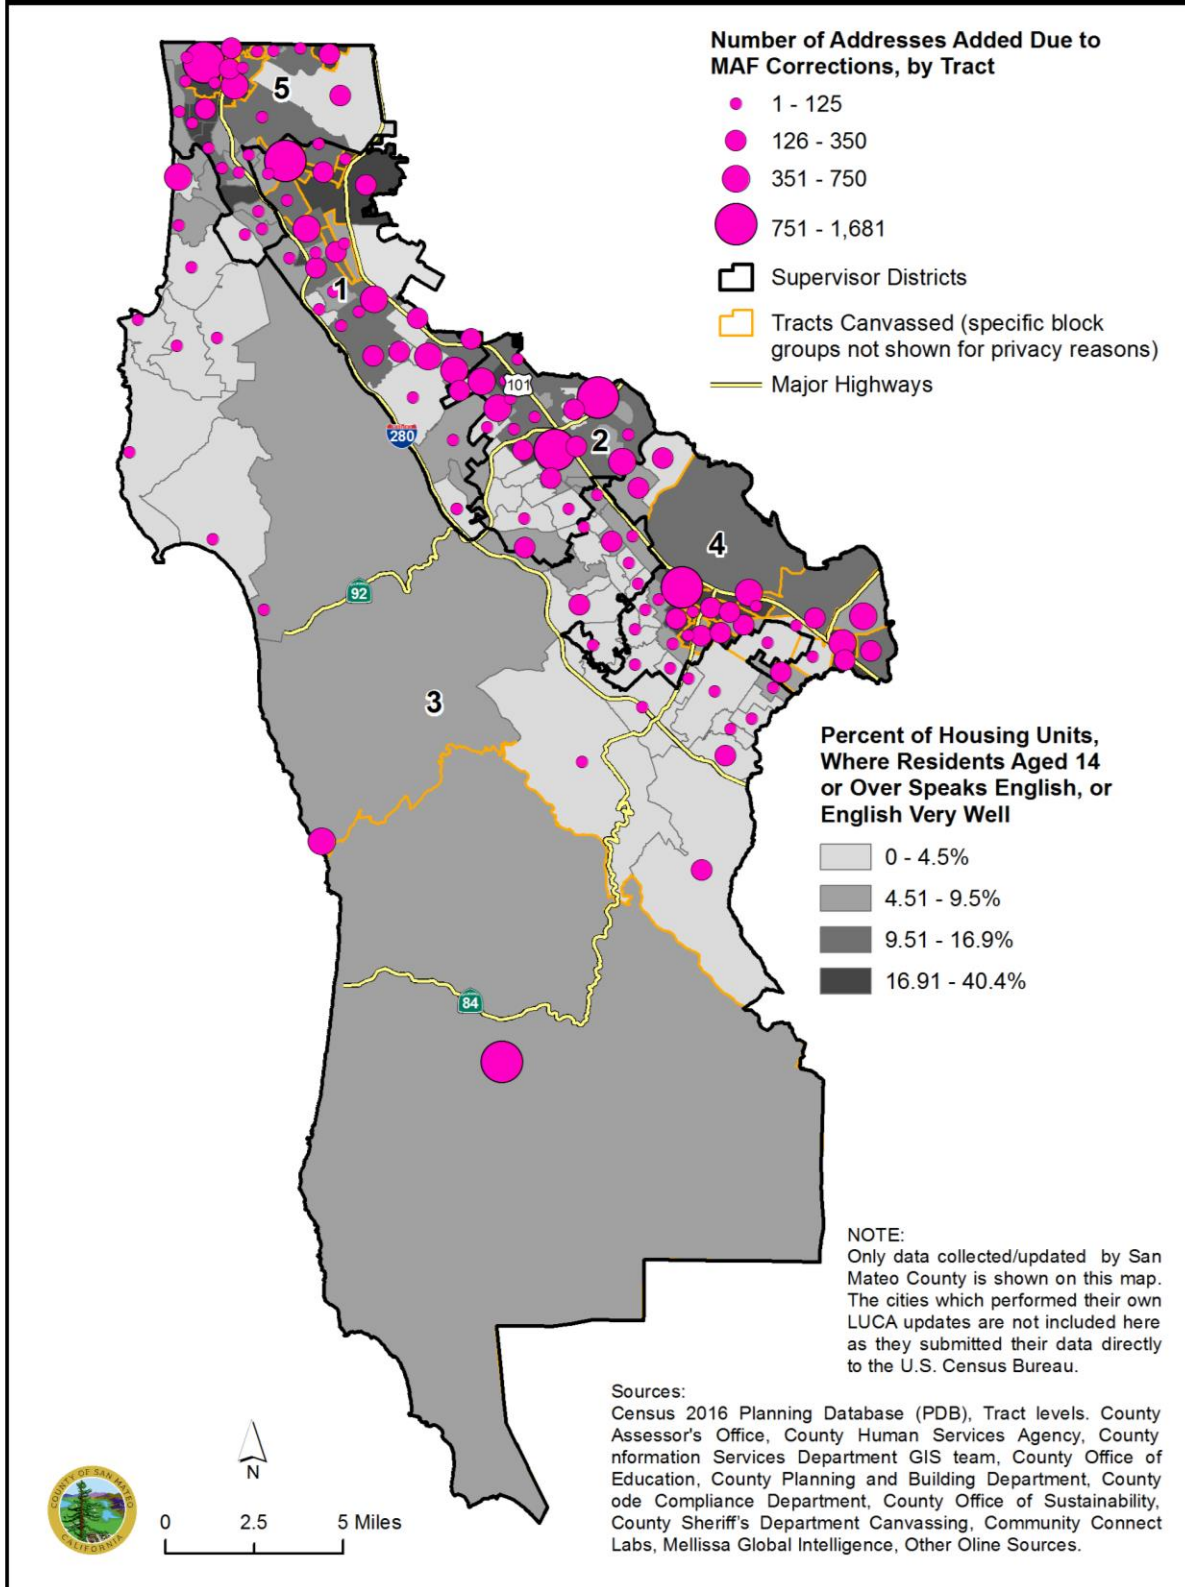 Number of Addresses Added Due to
MAF Corrections, by Tract
1 - 125
126 - 350
351 - 750
751 - 1,681
Supervisor Districts
Tracts Canvassed (specific block
groups not shown for privacy reasons)
Major Highways
5
1
101
280
2
4
92
3
84
Percent of Housing Units,
Where Residents Aged 14
or Over Speaks English, or
English Very Well
0 - 4.5%
4.51 - 9.5%
9.51 - 16.9%
16.91 - 40.4%
NOTE:
Only data collected/updated by San
Mateo County is shown on this map.
The cities which performed their own
LUCA updates are not included here
as they submitted their data directly
to the U.S. Census Bureau.
Sources:
Census 2016 Planning Database (PDB), Tract levels. County
Assessor's Office, County Human Services Agency, County
nformation Services Department GIS team, County Office of
Education, County Planning and Building Department, County
ode Compliance Department, County Office of Sustainability,
County Sheriff's Department Canvassing, Community Connect
Labs, Mellissa Global Intelligence, Other Oline Sources.
N
0 2.5 5 Miles
COUNTY OF SAN MATEO
CALIFORNIA